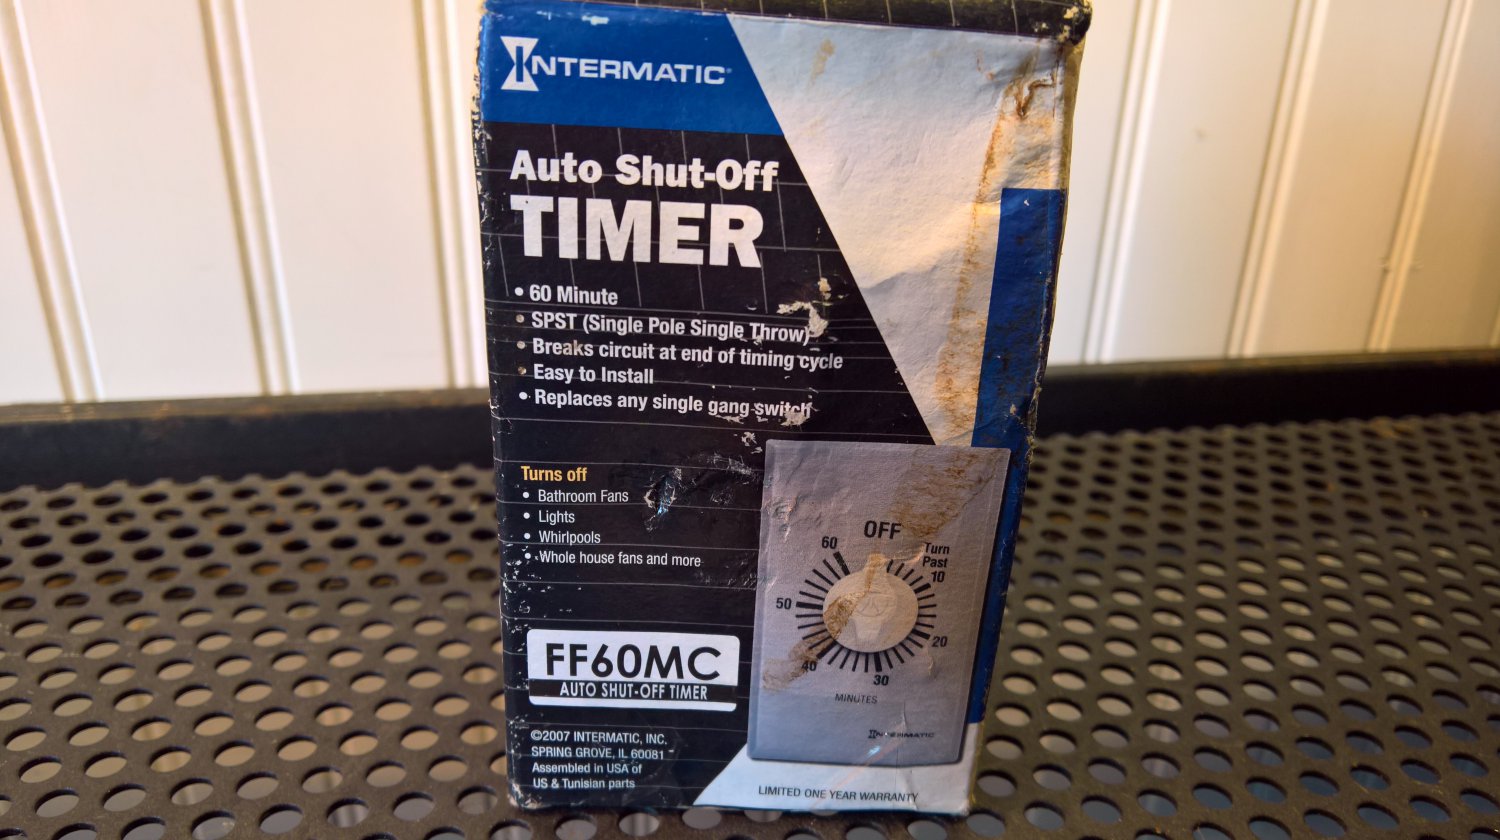 INTERMATIC®
Auto Shut-Off
TIMER
• 60 Minute
• SPST (Single Pole Single Throw)
• Breaks circuit at end of timing cycle
• Easy to Install
• Replaces any single gang switch
Turns off
• Bathroom Fans
• Lights
• Whirlpools
• Whole house fans and more
FF60MC
AUTO SHUT-OFF TIMER
©2007 INTERMATIC, INC.
SPRING GROVE, IL 60081
Assembled in USA of
US & Tunisian parts
OFF
60
Turn
Past
10
50
20
40
30
MINUTES
INTERMATIC
LIMITED ONE YEAR WARRANTY